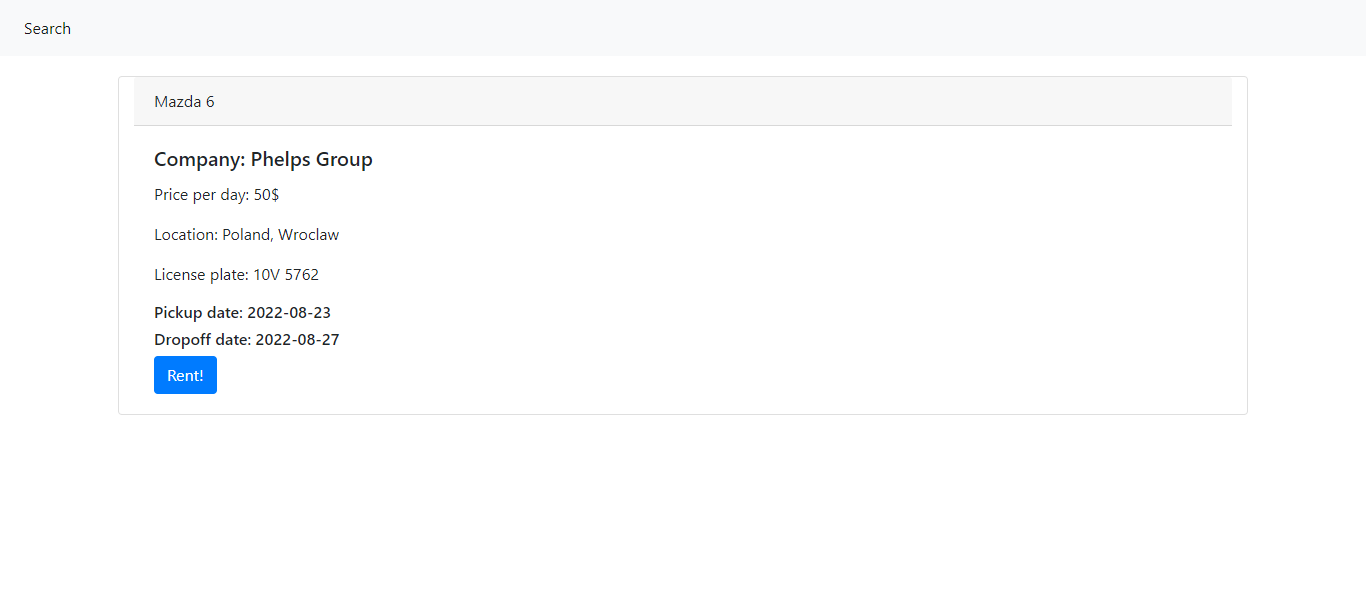 Search
Mazda 6
Company: Phelps Group
Price per day: 50$
Location: Poland, Wroclaw
License plate: 10V 5762
Pickup date: 2022-08-23
Dropoff date: 2022-08-27
Rent!